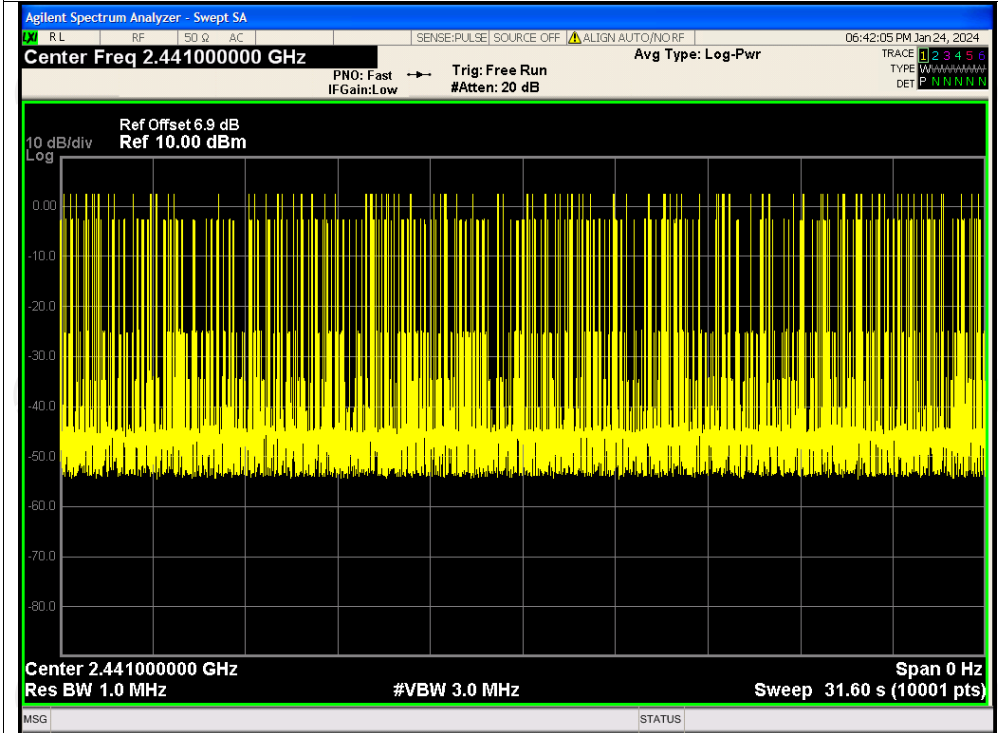 Agilent Spectrum Analyzer - Swept SA
LXI RL RF 50 Ω AC SENSE:PULSE SOURCE OFF ALIGN AUTO/NO RF 06:42:05 PM Jan 24, 2024
Center Freq 2.441000000 GHz Avg Type: Log-Pwr TRACE 1 2 3 4 5 6
PNO: Fast Trig: Free Run TYPE W
IFGain:Low #Atten: 20 dB DET P N N N N N
Ref Offset 6.9 dB
10 dB/div Ref 10.00 dBm
Log
0.00
-10.0
-20.0
-30.0
-40.0
-50.0
-60.0
-70.0
-80.0
Center 2.441000000 GHz Span 0 Hz
Res BW 1.0 MHz #VBW 3.0 MHz Sweep 31.60 s (10001 pts)
MSG STATUS